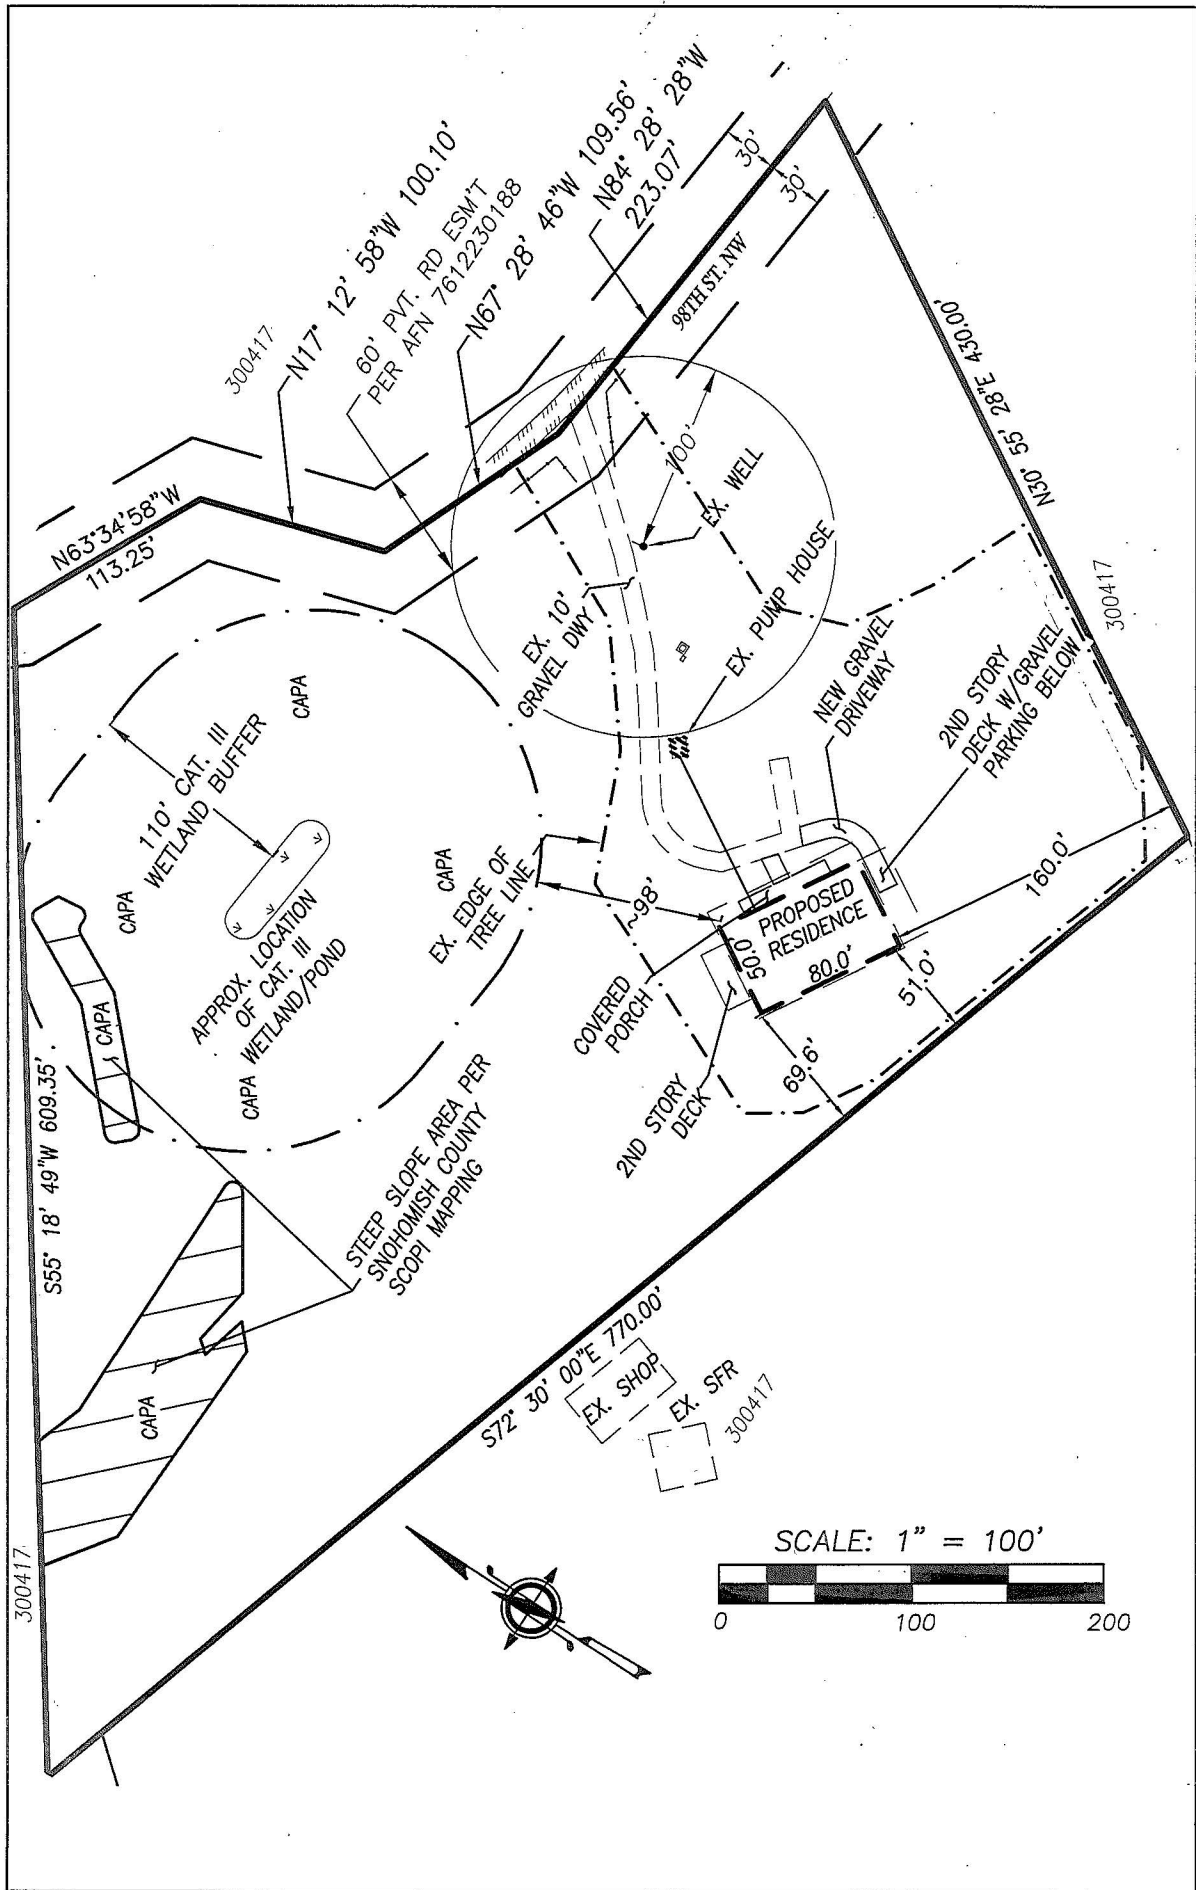 300417
N17° 12' 58"W 100.10'
60' PVT. RD ESM'T
PER AFN 7612230188
N67° 28' 46"W 109.56'
N84° 28' 28"W
223.07'
30'
30'
98TH ST. NW
N63°34'58"W
113.25'
100'
EX. WELL
N30° 55' 28"E 430.00'
300417
EX. 10'
GRAVEL DWY
EX. PUMP HOUSE
NEW GRAVEL
DRIVEWAY
2ND STORY
DECK W/GRAVEL
PARKING BELOW
CAPA
110' CAT. III
WETLAND BUFFER
CAPA
CAPA
EX. EDGE OF
TREE LINE
~98'
APPROX. LOCATION
OF CAT. III
WETLAND/POND
CAPA
CAPA
PROPOSED
RESIDENCE
50.0
80.0'
160.0'
51.0'
69.6'
COVERED
PORCH
2ND STORY
DECK
S55° 18' 49"W 609.35'
STEEP SLOPE AREA PER
SNOHOMISH COUNTY
SCOPI MAPPING
CAPA
S72° 30' 00"E 770.00'
EX. SHOP
EX. SFR
300417
300417
SCALE: 1" = 100'
0
100
200